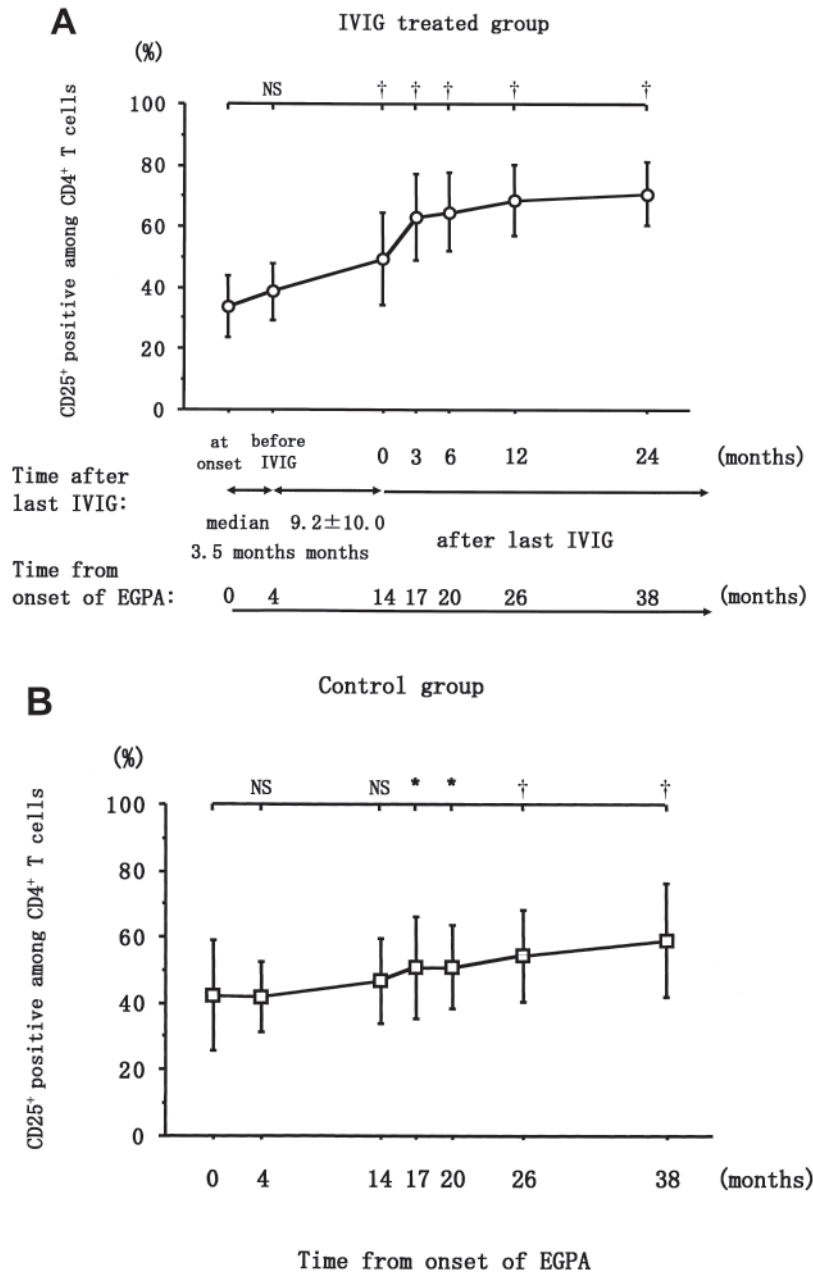 A
IVIG treated group
(%)
NS † † † † †
100
80
60
40
20
0
CD25⁺ positive among CD4⁺ T cells
at onset before IVIG 0 3 6 12 24 (months)
Time after
last IVIG:
median 9.2±10.0
3.5 months months
after last IVIG
Time from
onset of EGPA: 0 4 14 17 20 26 38 (months)
Control group
B
(%)
NS NS * * † †
100
80
60
40
20
0
CD25⁺ positive among CD4⁺ T cells
0 4 14 17 20 26 38 (months)
Time from onset of EGPA